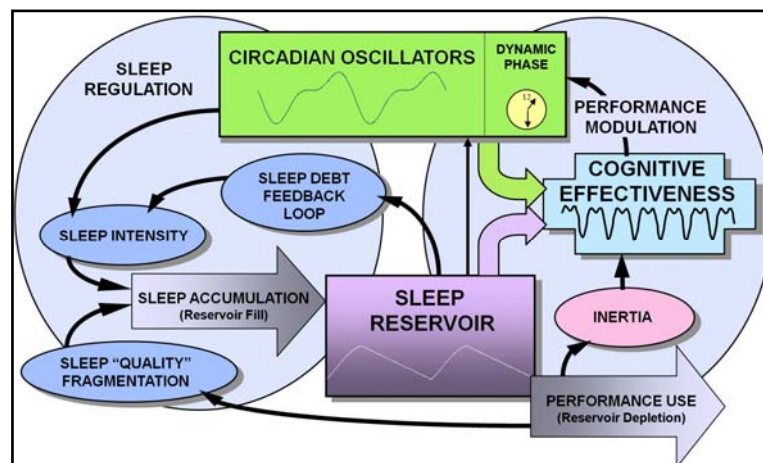 SLEEP
REGULATION
CIRCADIAN OSCILLATORS
DYNAMIC
PHASE
12
PERFORMANCE
MODULATION
COGNITIVE
EFFECTIVENESS
SLEEP DEBT
FEEDBACK
LOOP
SLEEP INTENSITY
SLEEP ACCUMULATION
(Reservoir Fill)
SLEEP
RESERVOIR
INERTIA
SLEEP “QUALITY”
FRAGMENTATION
PERFORMANCE USE
(Reservoir Depletion)